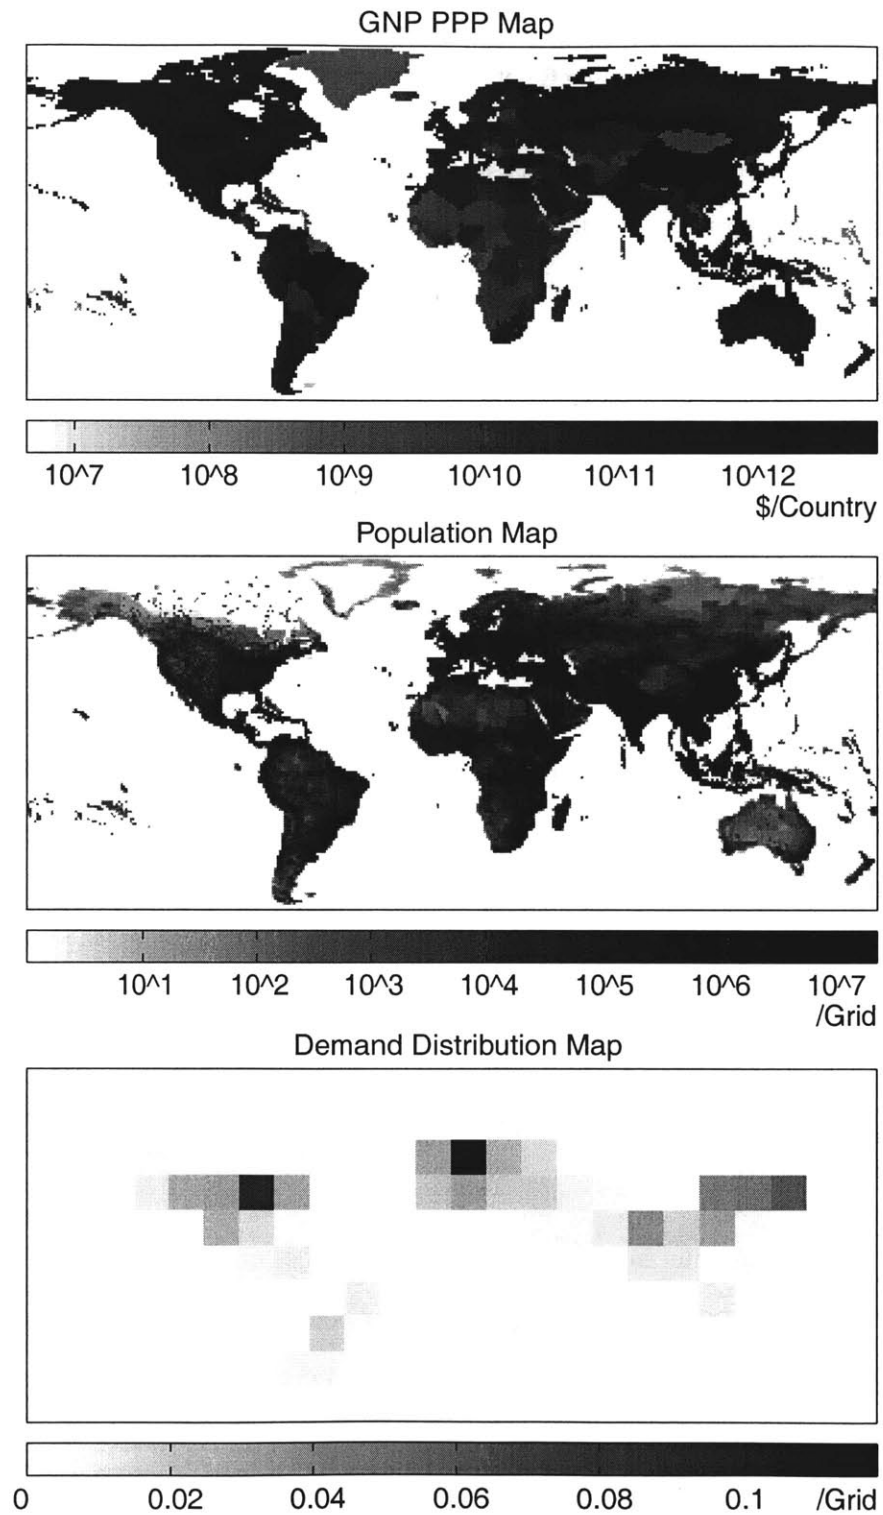 GNP PPP Map
10^7 10^8 10^9 10^10 10^11 10^12
$/Country
Population Map
10^1 10^2 10^3 10^4 10^5 10^6 10^7
/Grid
Demand Distribution Map
0 0.02 0.04 0.06 0.08 0.1 /Grid